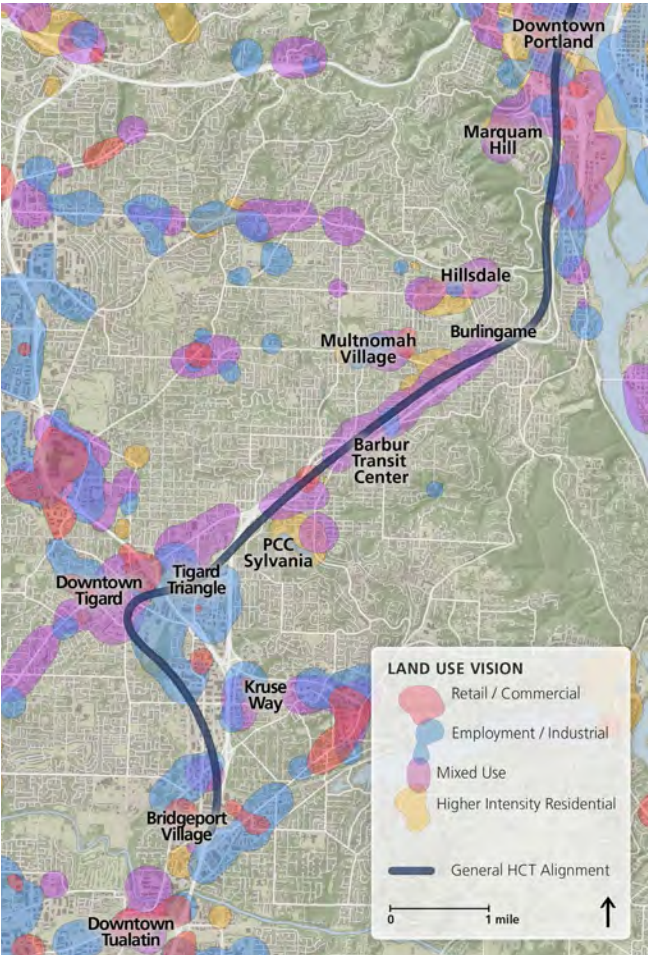 Downtown
Portland
Marquam
Hill
Hillsdale
Burlingame
Multnomah
Village
Barbur
Transit
Center
PCC
Sylvania
Tigard
Triangle
Downtown
Tigard
Kruse
Way
Bridgeport
Village
Downtown
Tualatin
LAND USE VISION
Retail / Commercial
Employment / Industrial
Mixed Use
Higher Intensity Residential
General HCT Alignment
0 1 mile